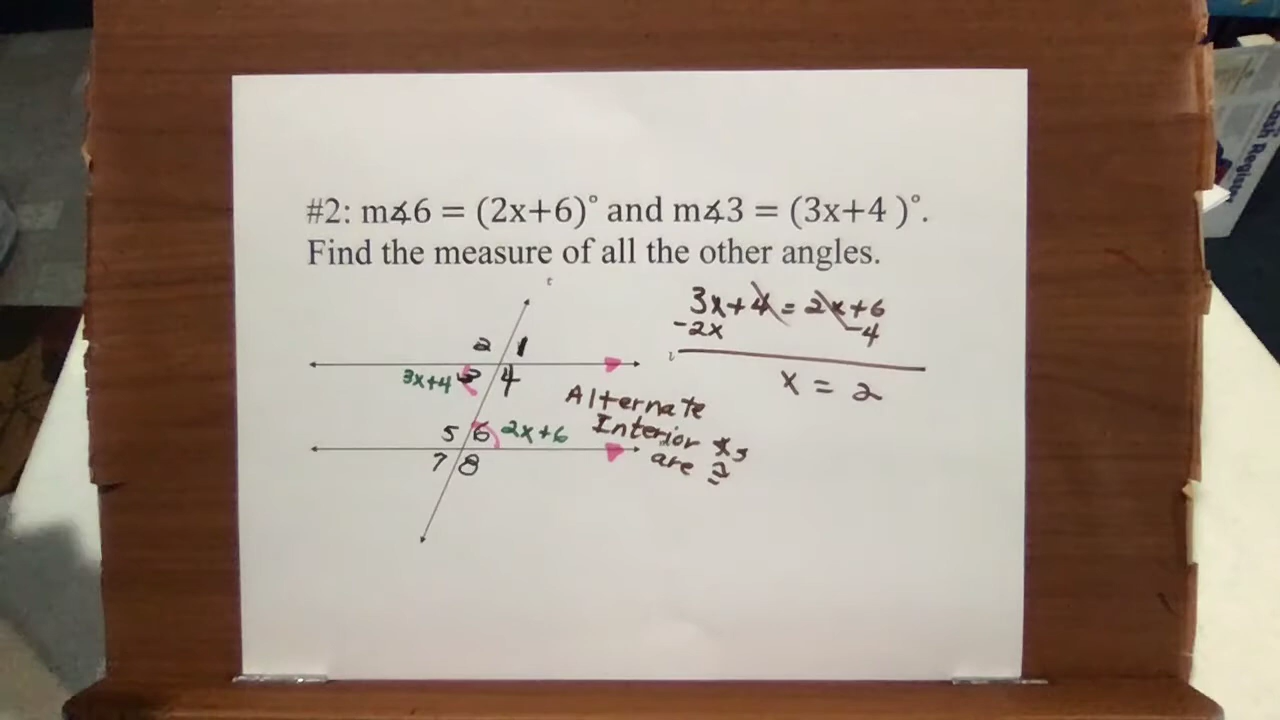 #2: m∡6 = (2x+6)° and m∡3 = (3x+4 )°.
Find the measure of all the other angles.
t
3x+4 = 2x+6
-2x -4
x = 2
2 1
3x+4 3 4
Alternate
Interior ∡s
are ≅
5 6 2x+6
7 8
Cash Register